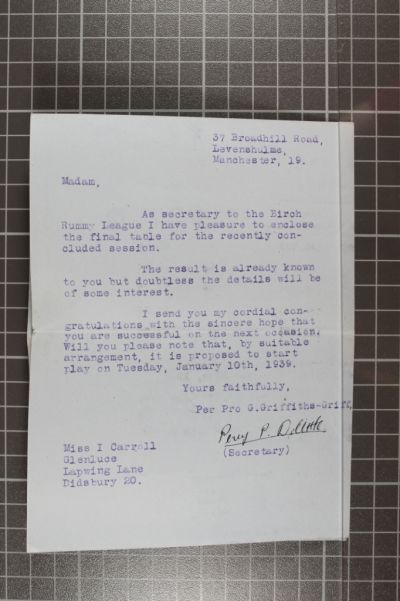 37 Broadhill Road,
Levenshulme,
Manchester, 19.
Madam,
As secretary to the Birch
Rummy League I have pleasure to enclose
the final table for the recently con-
cluded session.
The result is already known
to you but doubtless the details will be
of some interest.
I send you my cordial con-
gratulations with the sincere hope that
you are successful on the next occasion.
Will you please note that, by suitable
arrangement, it is proposed to start
play on Tuesday, January 10th, 1939.
Yours faithfully,
Per Pro G.Griffiths-Griff
Percy P.
(Secretary)
Miss I Carroll
Glenluce
Lapwing Lane
Didsbury 20.